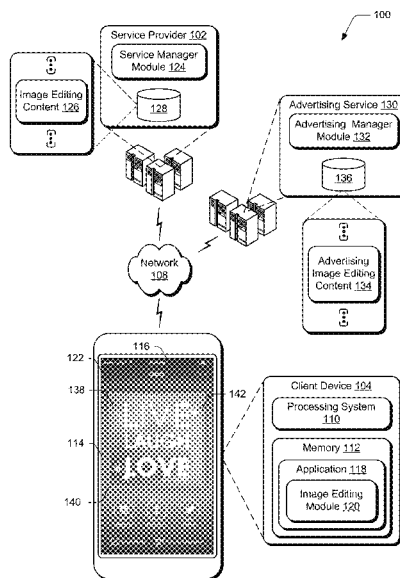 100
Service Provider 102
Service Manager
Module 124
Image Editing
Content 126
128
Advertising Service 130
Advertising Manager
Module 132
136
Advertising
Image Editing
Content 134
Network
108
122
116
138
142
114
140
LIVE
LAUGH
LOVE
Client Device 104
Processing System
110
Memory 112
Application 118
Image Editing
Module 120